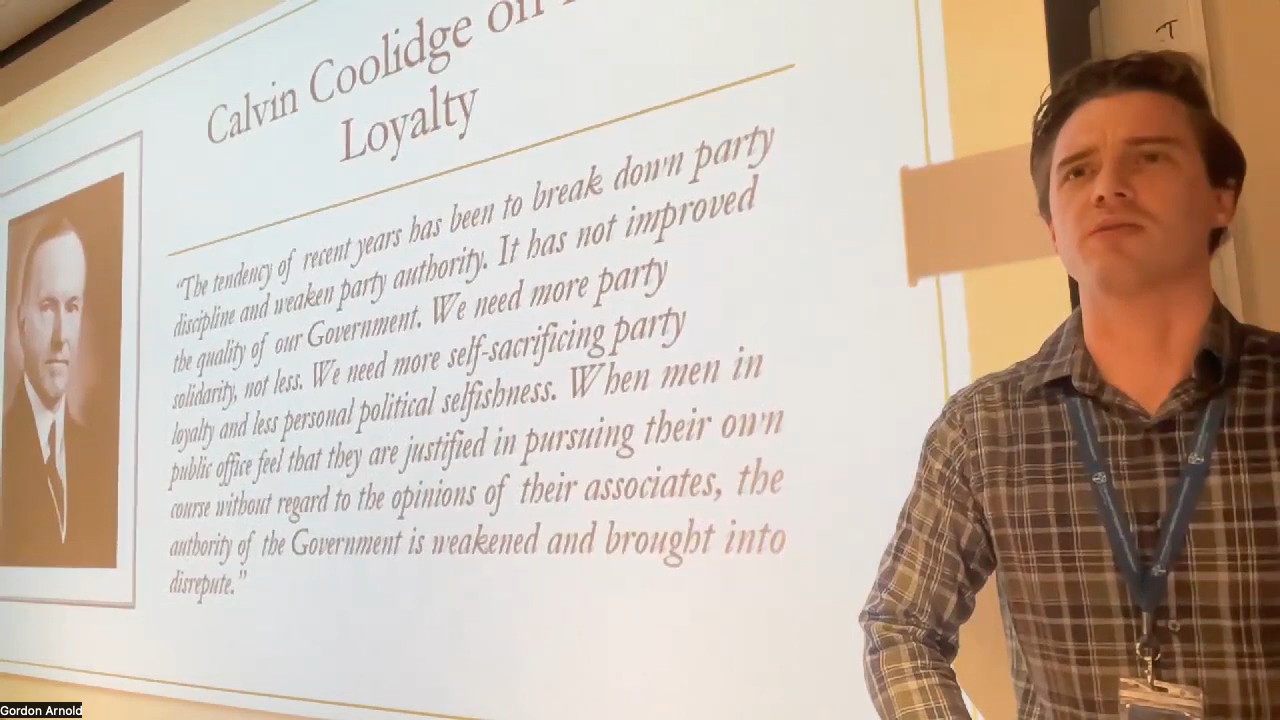 Calvin Coolidge on
Loyalty
“The tendency of recent years has been to break down party
discipline and weaken party authority. It has not improved
the quality of our Government. We need more party
solidarity, not less. We need more self-sacrificing party
loyalty and less personal political selfishness. When men in
public office feel that they are justified in pursuing their own
course without regard to the opinions of their associates, the
authority of the Government is weakened and brought into
disrepute.”
Gordon Arnold